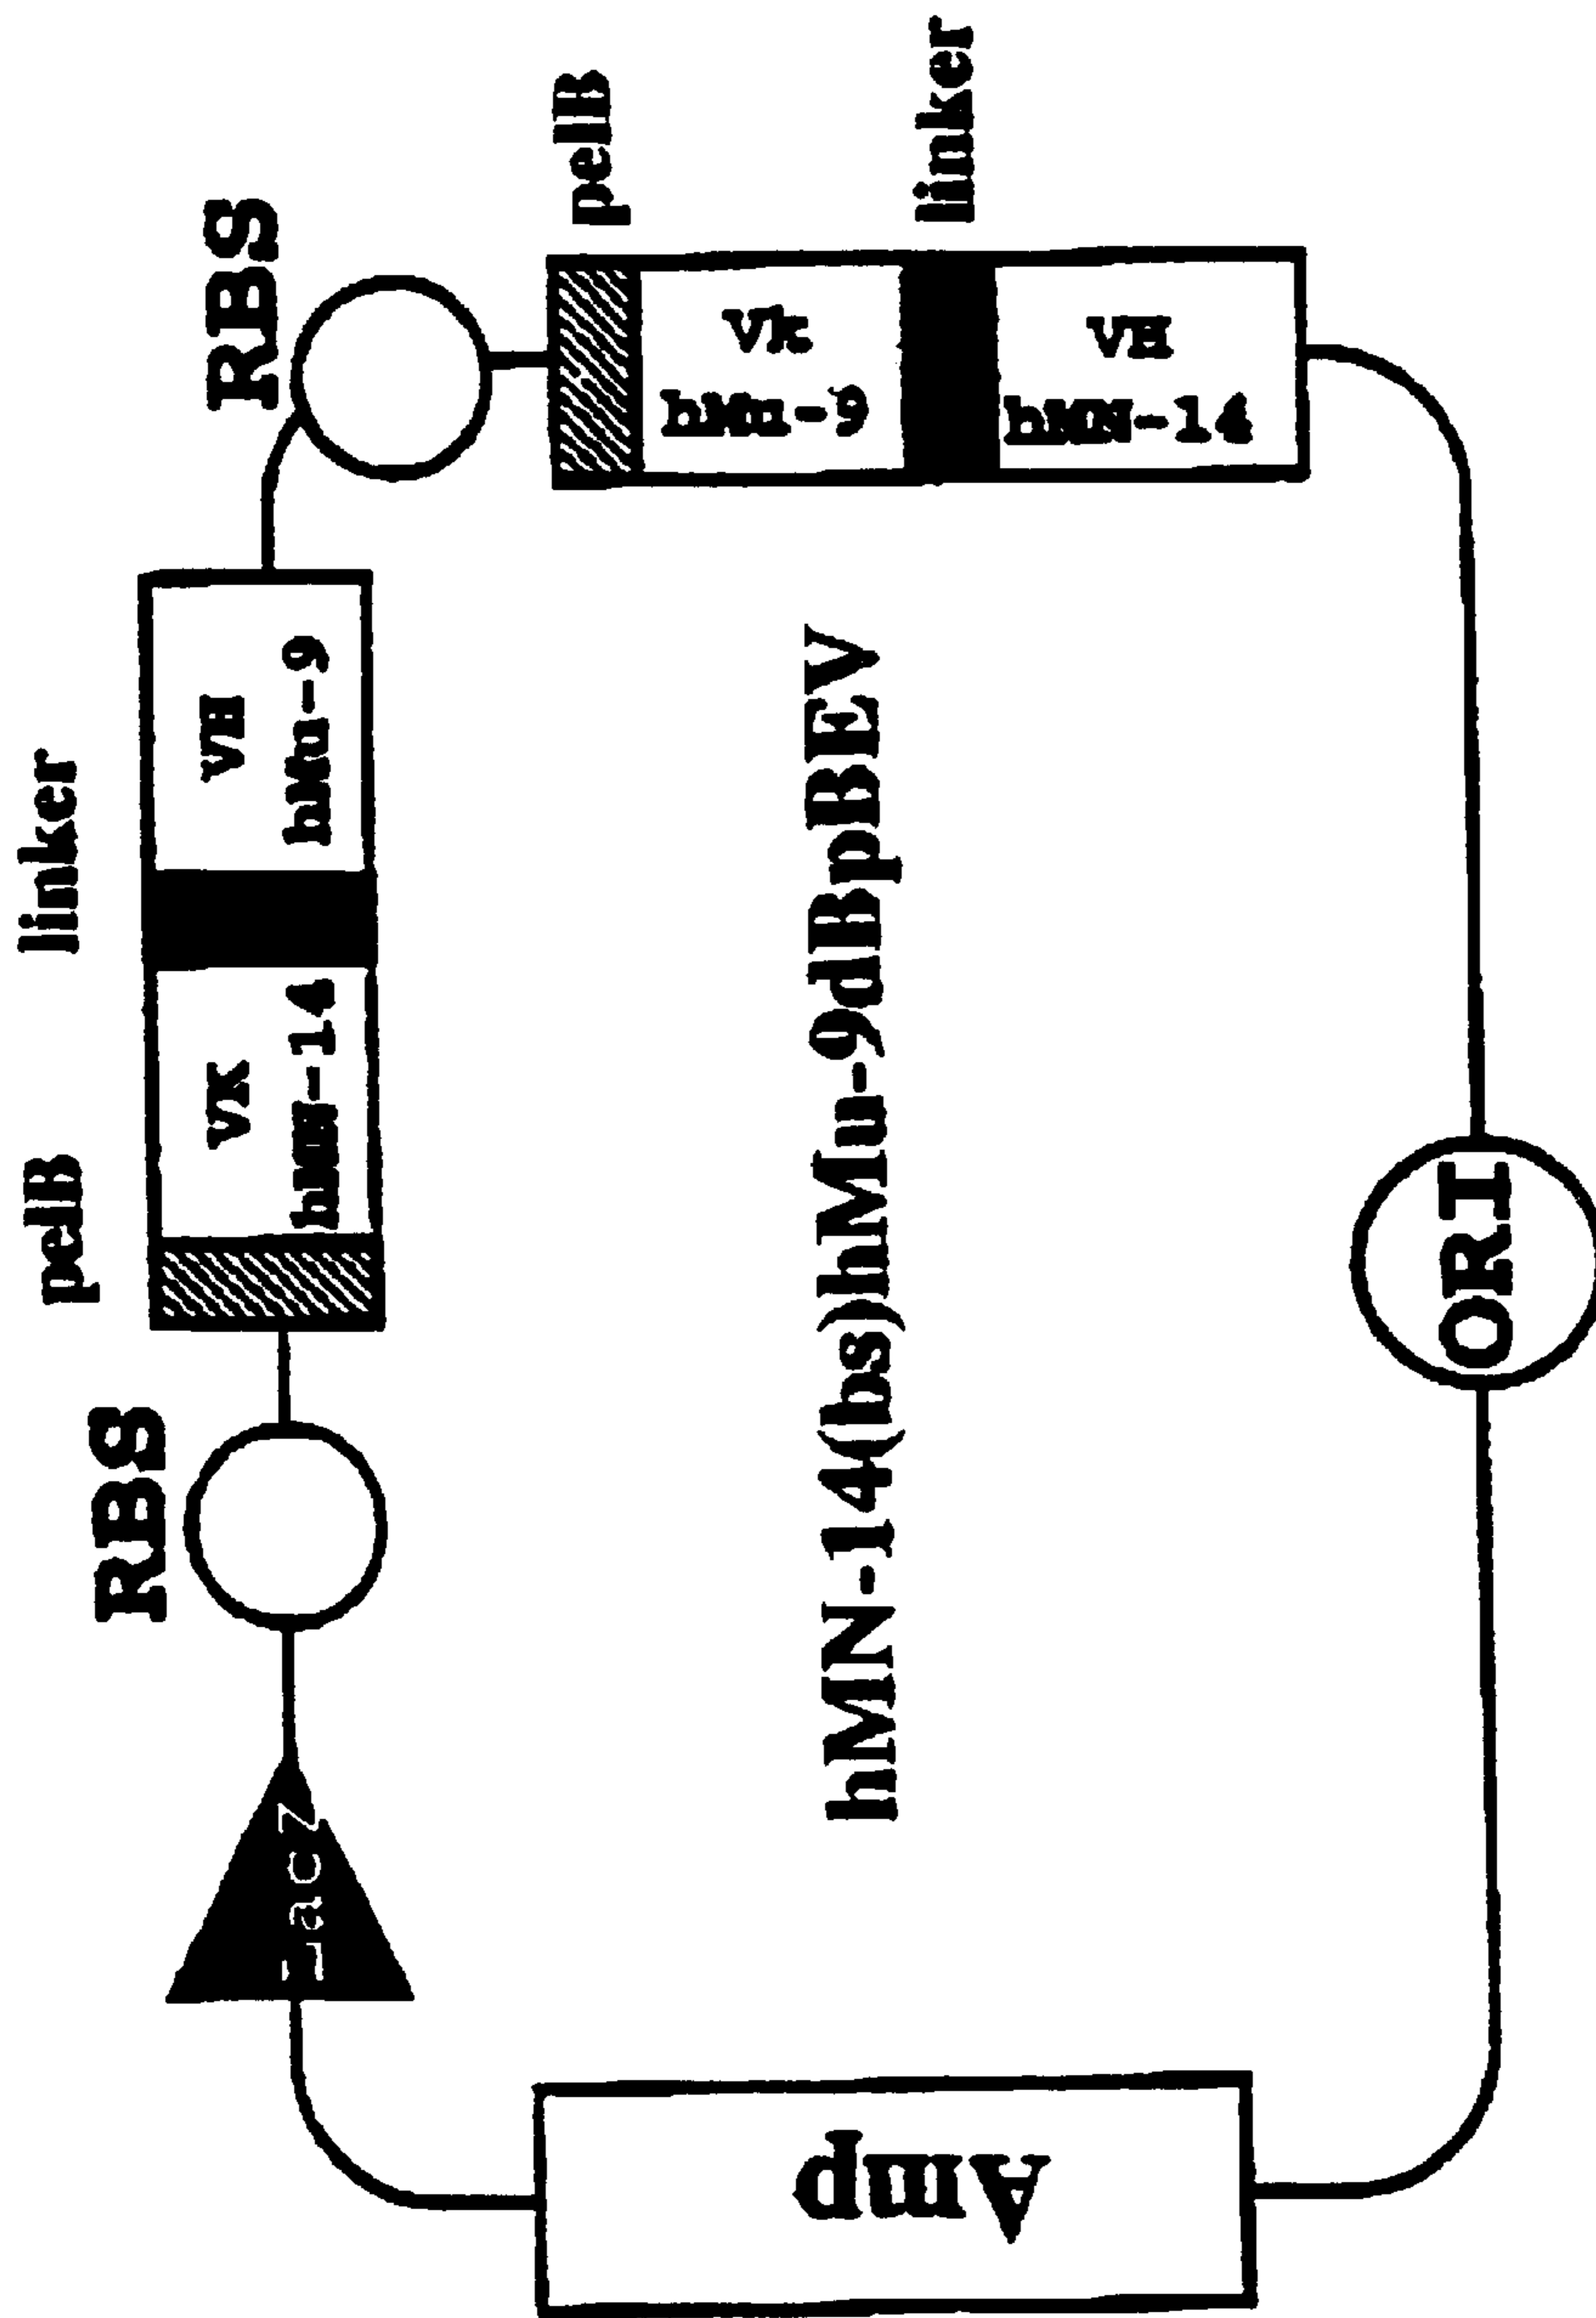 pelB
linker
RBS
RBS
LacZ
VK
hMN-14
VH
hMu-9
pelB
Vk
hMu-9
linker
VH
hMN-14
hMN-14(bs)hMu-9dBpBEV
Amp
ORI